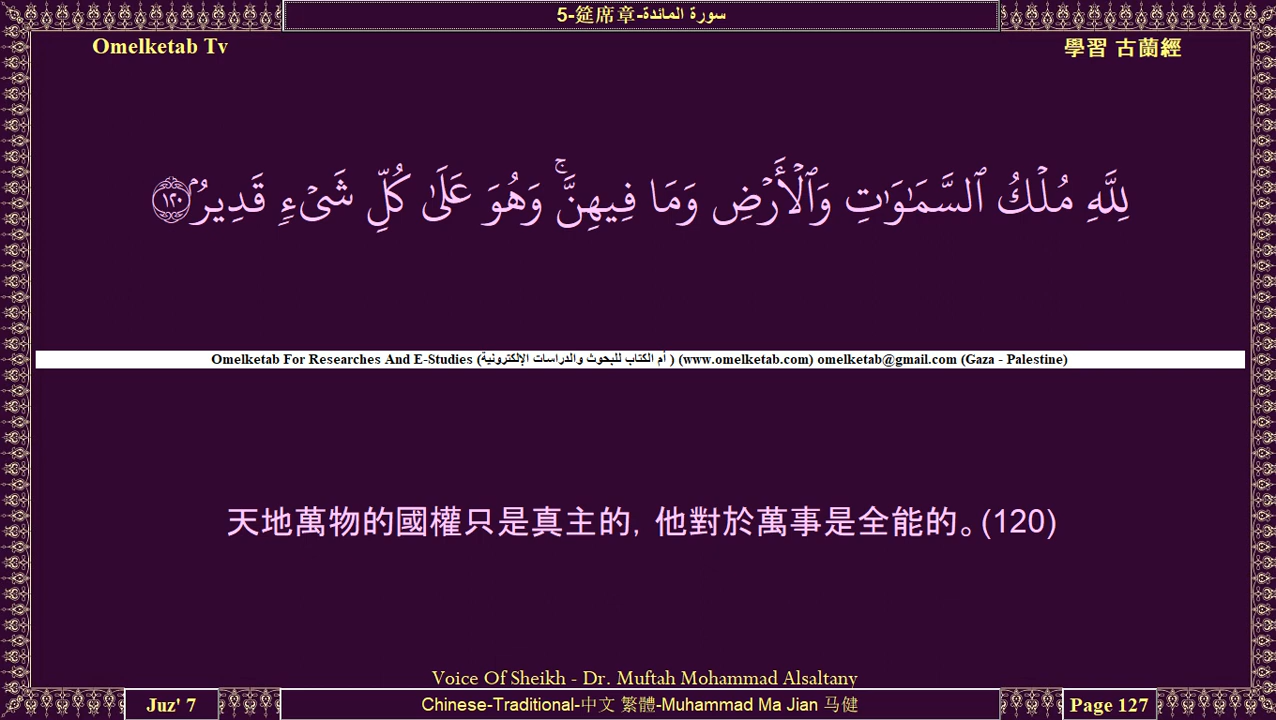 5-筵席章-سورة المائدة
Omelketab Tv
學習 古蘭經
لِلَّهِ مُلۡكُ ٱلسَّمَٰوَٰتِ وَٱلۡأَرۡضِ وَمَا فِيهِنَّۚ وَهُوَ عَلَىٰ كُلِّ شَيۡءٖ قَدِيرُۢ ١٢٠
Omelketab For Researches And E-Studies (أم الكتاب للبحوث والدراسات الإلكترونية ) (www.omelketab.com) omelketab@gmail.com (Gaza - Palestine)
天地萬物的國權只是真主的，他對於萬事是全能的。(120)
Voice Of Sheikh - Dr. Muftah Mohammad Alsaltany
Juz' 7
Chinese-Traditional-中文 繁體-Muhammad Ma Jian 马健
Page 127